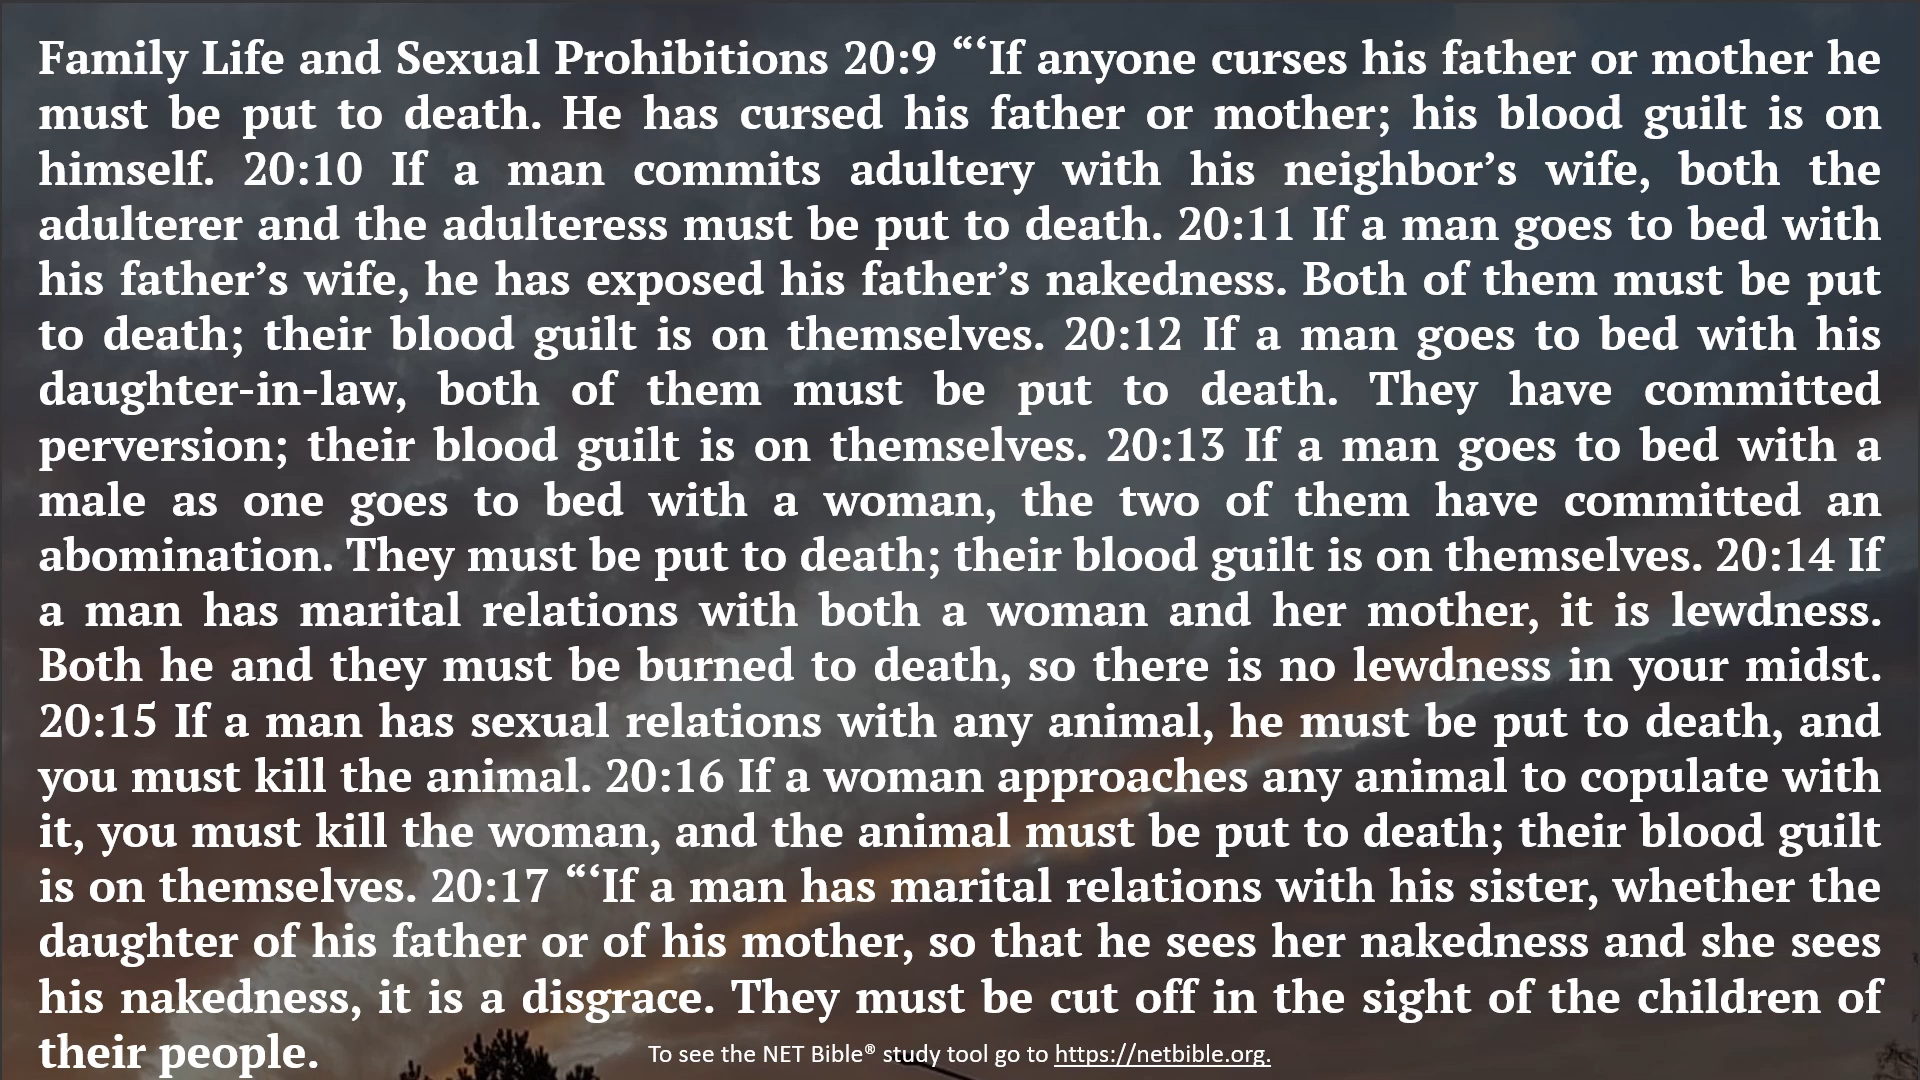 Family Life and Sexual Prohibitions 20:9 “‘If anyone curses his father or mother he
must be put to death. He has cursed his father or mother; his blood guilt is on
himself. 20:10 If a man commits adultery with his neighbor’s wife, both the
adulterer and the adulteress must be put to death. 20:11 If a man goes to bed with
his father’s wife, he has exposed his father’s nakedness. Both of them must be put
to death; their blood guilt is on themselves. 20:12 If a man goes to bed with his
daughter-in-law, both of them must be put to death. They have committed
perversion; their blood guilt is on themselves. 20:13 If a man goes to bed with a
male as one goes to bed with a woman, the two of them have committed an
abomination. They must be put to death; their blood guilt is on themselves. 20:14 If
a man has marital relations with both a woman and her mother, it is lewdness.
Both he and they must be burned to death, so there is no lewdness in your midst.
20:15 If a man has sexual relations with any animal, he must be put to death, and
you must kill the animal. 20:16 If a woman approaches any animal to copulate with
it, you must kill the woman, and the animal must be put to death; their blood guilt
is on themselves. 20:17 “‘If a man has marital relations with his sister, whether the
daughter of his father or of his mother, so that he sees her nakedness and she sees
his nakedness, it is a disgrace. They must be cut off in the sight of the children of
their people.
To see the NET Bible® study tool go to https://netbible.org.